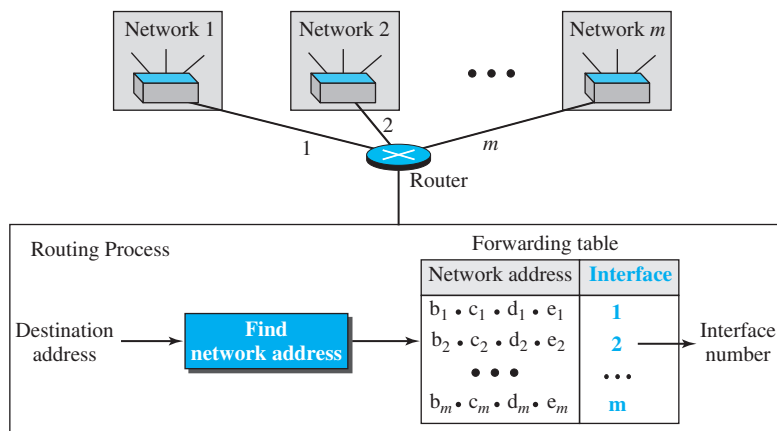 Network 1
Network 2
Network m
• • •
1
2
m
Router
Routing Process
Forwarding table
Network address
Interface
Destination
address
Find
network address
b₁ • c₁ • d₁ • e₁
1
b₂ • c₂ • d₂ • e₂
2
• • •
• • •
bₘ • cₘ • dₘ • eₘ
m
Interface
number